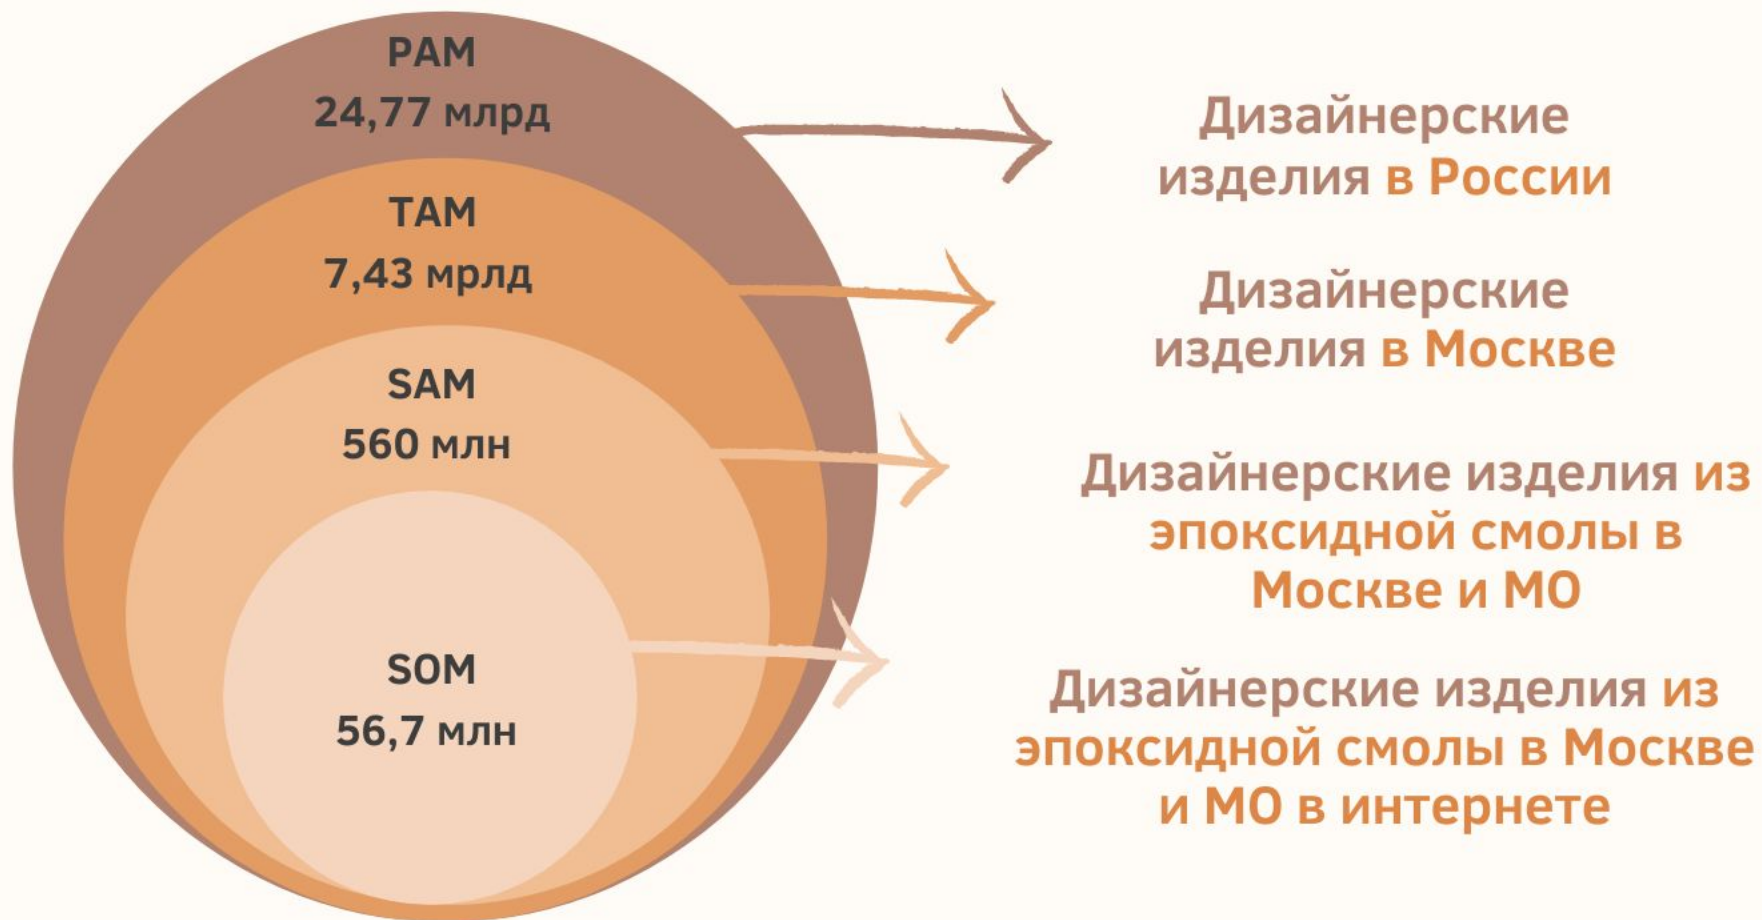 PAM
24,77 млрд
Дизайнерские
изделия в России
TAM
7,43 мрлд
Дизайнерские
изделия в Москве
SAM
560 млн
Дизайнерские изделия из
эпоксидной смолы в
Москве и МО
SOM
56,7 млн
Дизайнерские изделия из
эпоксидной смолы в Москве
и МО в интернете